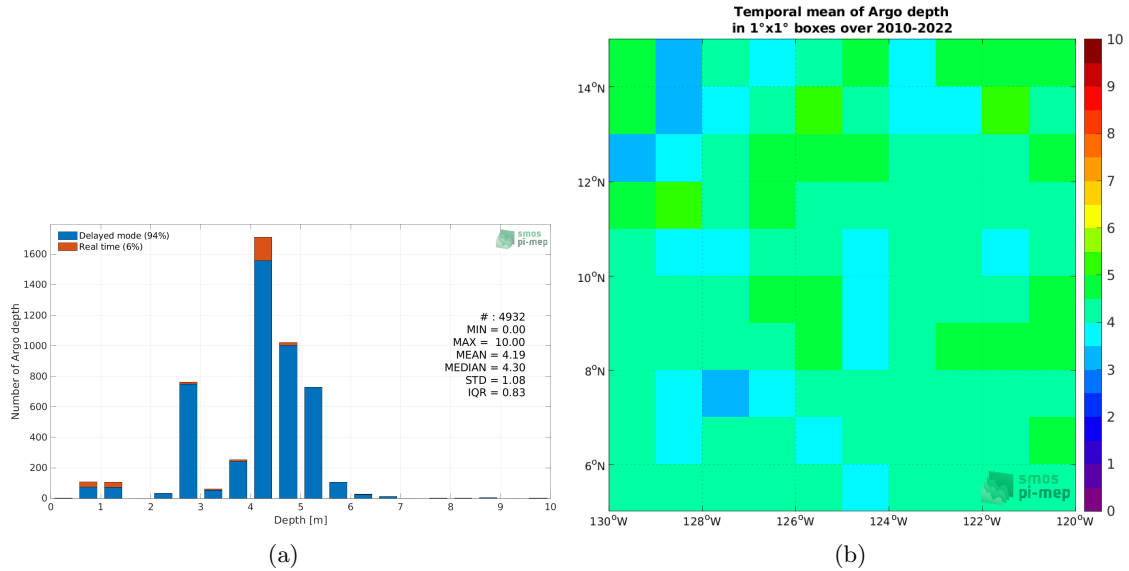 Delayed mode (94%)
Real time (6%)
smos
pi-mep
# : 4932
MIN = 0.00
MAX = 10.00
MEAN = 4.19
MEDIAN = 4.30
STD = 1.08
IQR = 0.83
Number of Argo depth
1600
1400
1200
1000
800
600
400
200
0
0 1 2 3 4 5 6 7 8 9 10
Depth [m]
(a)
Temporal mean of Argo depth
in 1°x1° boxes over 2010-2022
14°N
12°N
10°N
8°N
6°N
130°W 128°W 126°W 124°W 122°W 120°W
10
9
8
7
6
5
4
3
2
1
0
smos
pi-mep
(b)